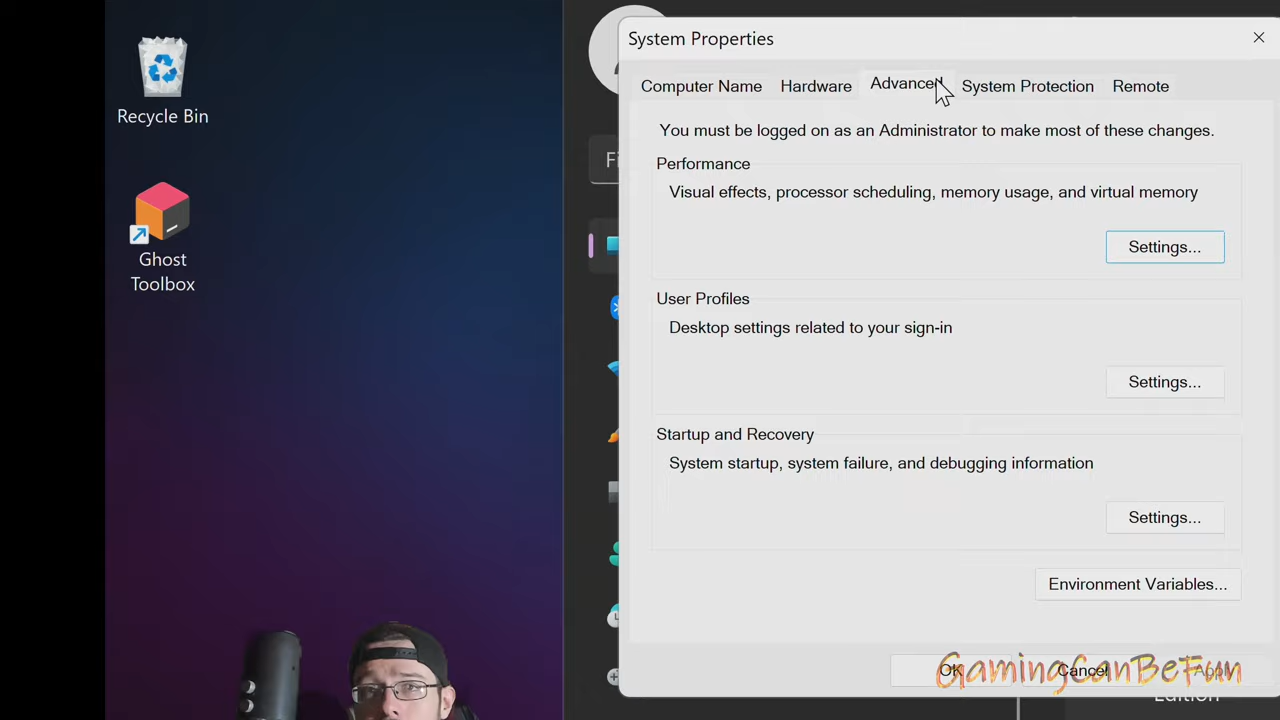 Recycle Bin
Ghost
Toolbox
Fi
System Properties
Computer Name Hardware Advanced System Protection Remote
You must be logged on as an Administrator to make most of these changes.
Performance
Visual effects, processor scheduling, memory usage, and virtual memory
Settings...
User Profiles
Desktop settings related to your sign-in
Settings...
Startup and Recovery
System startup, system failure, and debugging information
Settings...
Environment Variables...
OK Cancel
GamingCanBeFun
Edition